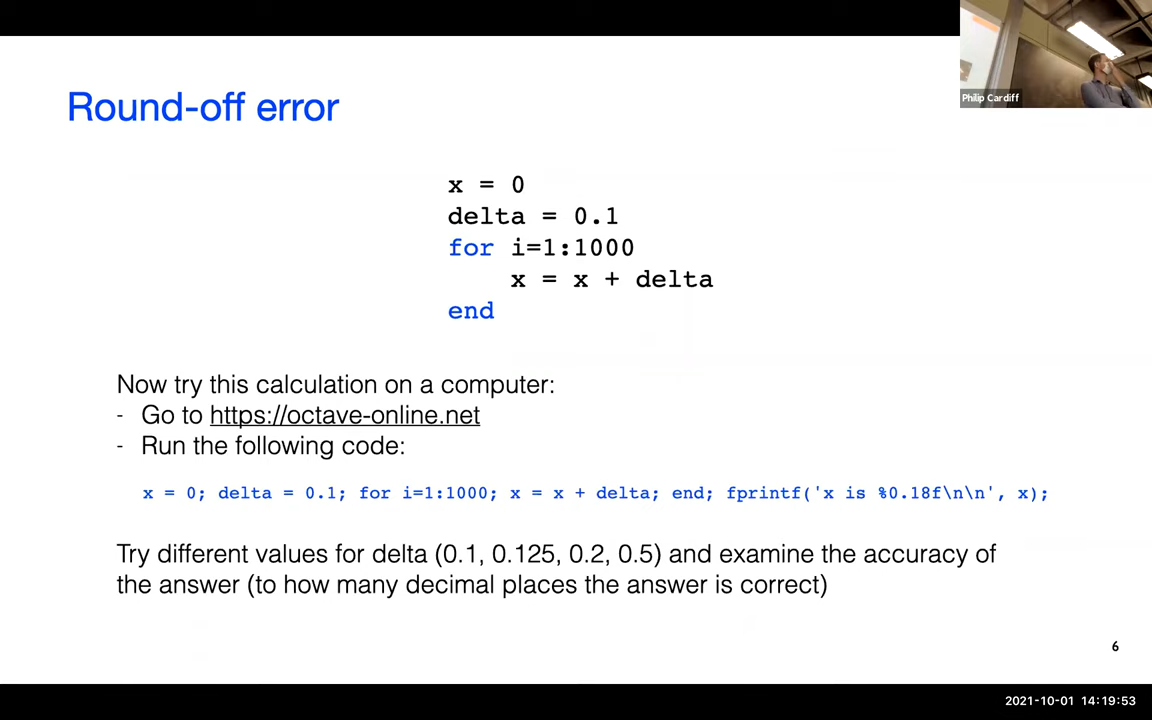 Philip Cardiff
Round-off error
x = 0
delta = 0.1
for i=1:1000
x = x + delta
end
Now try this calculation on a computer:
- Go to https://octave-online.net
- Run the following code:
x = 0; delta = 0.1; for i=1:1000; x = x + delta; end; fprintf('x is %0.18f\n\n', x);
Try different values for delta (0.1, 0.125, 0.2, 0.5) and examine the accuracy of
the answer (to how many decimal places the answer is correct)
6
2021-10-01 14:19:53